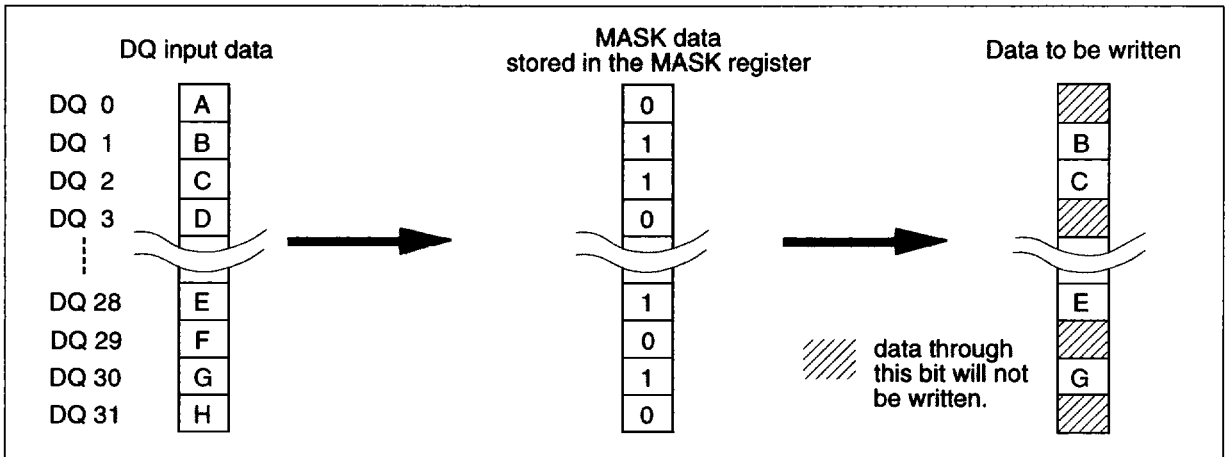 DQ input data
MASK data
stored in the MASK register
Data to be written
DQ 0 A 0
DQ 1 B 1 B
DQ 2 C 1 C
DQ 3 D 0
DQ 28 E 1 E
DQ 29 F 0
DQ 30 G 1 G
DQ 31 H 0
data through
this bit will not
be written.